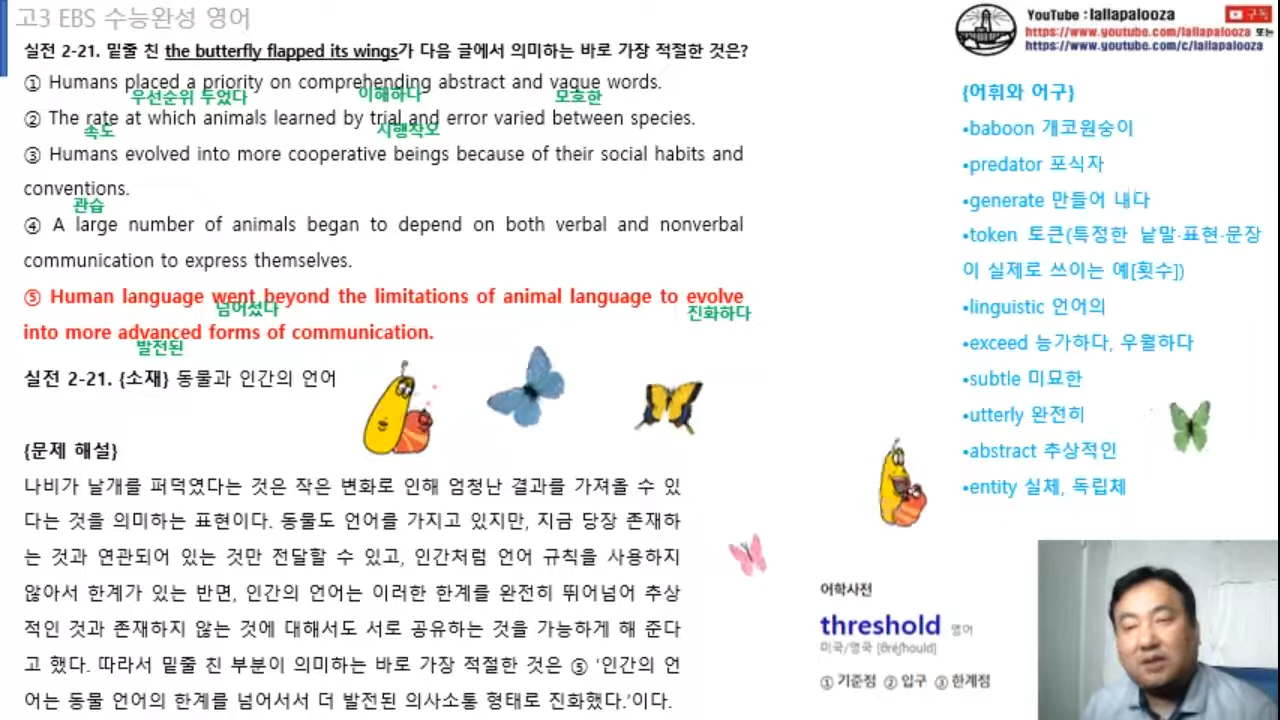 고3 EBS 수능완성 영어
실전 2-21. 밑줄 친 the butterfly flapped its wings가 다음 글에서 의미하는 바로 가장 적절한 것은?
① Humans placed a priority on comprehending abstract and vague words.
우선순위 두었다 이해하다 모호한
② The rate at which animals learned by trial and error varied between species.
속도 시행착오
③ Humans evolved into more cooperative beings because of their social habits and
conventions.
관습
④ A large number of animals began to depend on both verbal and nonverbal
communication to express themselves.
⑤ Human language went beyond the limitations of animal language to evolve
넘어섰다 진화하다
into more advanced forms of communication.
발전된
실전 2-21. {소재} 동물과 인간의 언어
{문제 해설}
나비가 날개를 퍼덕였다는 것은 작은 변화로 인해 엄청난 결과를 가져올 수 있
다는 것을 의미하는 표현이다. 동물도 언어를 가지고 있지만, 지금 당장 존재하
는 것과 연관되어 있는 것만 전달할 수 있고, 인간처럼 언어 규칙을 사용하지
않아서 한계가 있는 반면, 인간의 언어는 이러한 한계를 완전히 뛰어넘어 추상
적인 것과 존재하지 않는 것에 대해서도 서로 공유하는 것을 가능하게 해 준다
고 했다. 따라서 밑줄 친 부분이 의미하는 바로 가장 적절한 것은 ⑤ ‘인간의 언
어는 동물 언어의 한계를 넘어서서 더 발전된 의사소통 형태로 진화했다.’이다.
YouTube : lallapalooza
구독
https://www.youtube.com/lallapalooza 또는
https://www.youtube.com/c/lallapalooza
{어휘와 어구}
•baboon 개코원숭이
•predator 포식자
•generate 만들어 내다
•token 토큰(특정한 낱말·표현·문장
이 실제로 쓰이는 예[횟수])
•linguistic 언어의
•exceed 능가하다, 우월하다
•subtle 미묘한
•utterly 완전히
•abstract 추상적인
•entity 실체, 독립체
어학사전
threshold 영어
미국/영국 [θréʃhould]
① 기준점 ② 입구 ③ 한계점